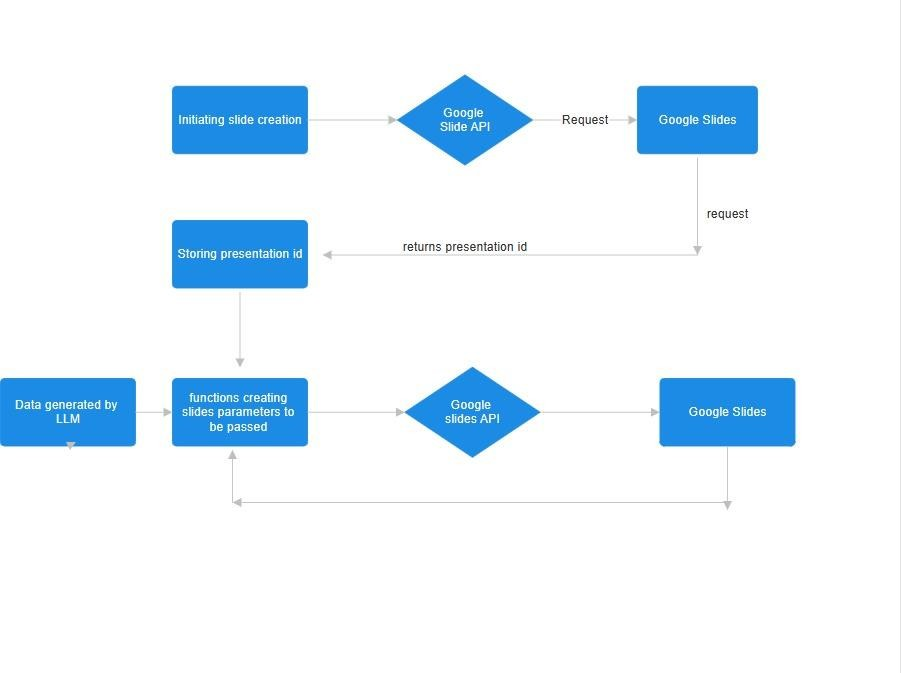 Initiating slide creation
Google
Slide API
Request
Google Slides
request
returns presentation id
Storing presentation id
Data generated by
LLM
functions creating
slides parameters to
be passed
Google
slides API
Google Slides